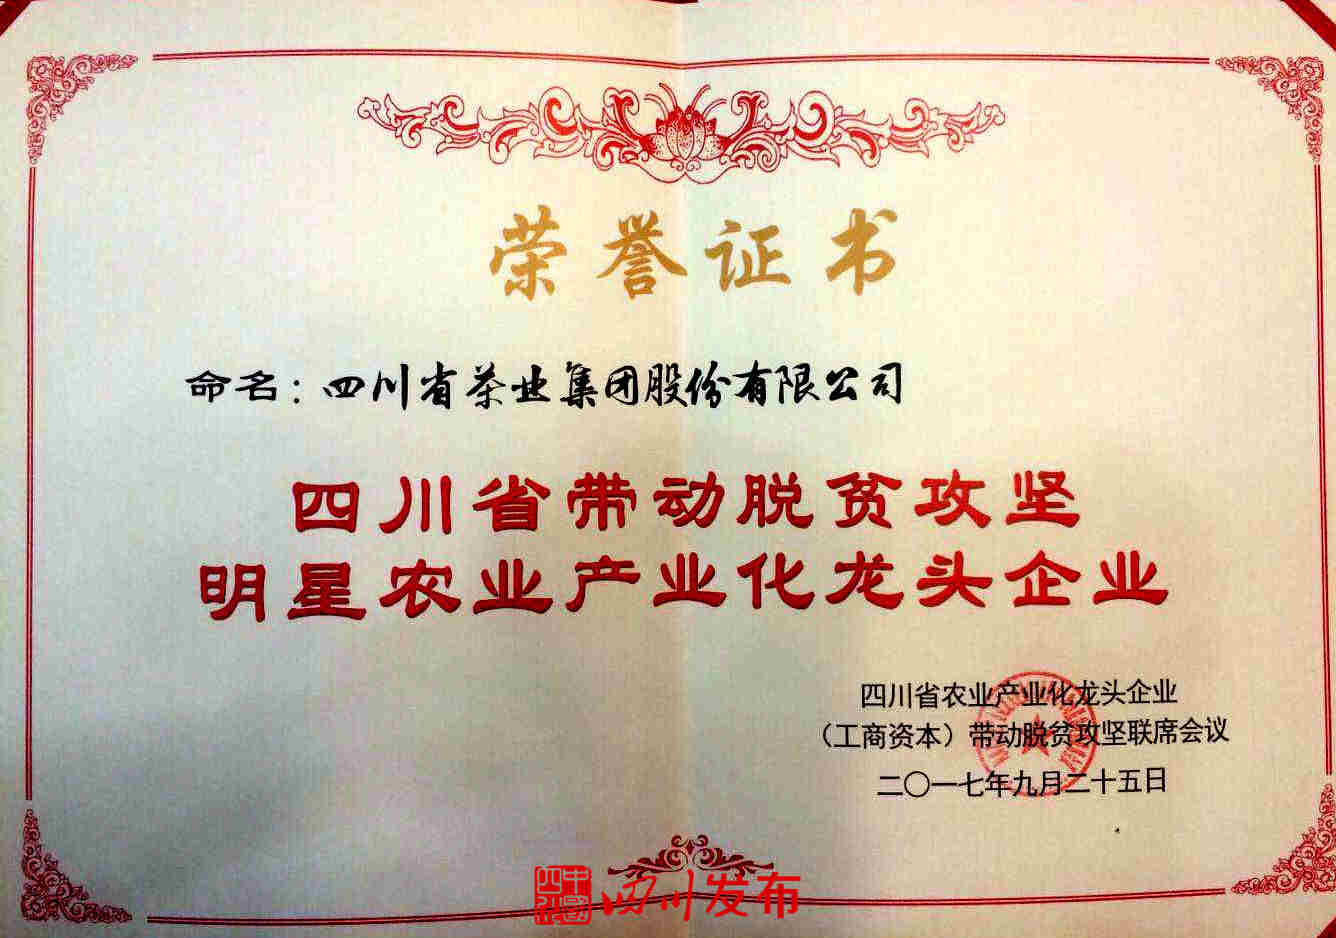 荣誉证书
命名：四川省茶业集团股份有限公司
四川省带动脱贫攻坚
明星农业产业化龙头企业
四川省农业产业化龙头企业
（工商资本）带动脱贫攻坚联席会议
二〇一七年九月二十五日
中国四川 四川发布